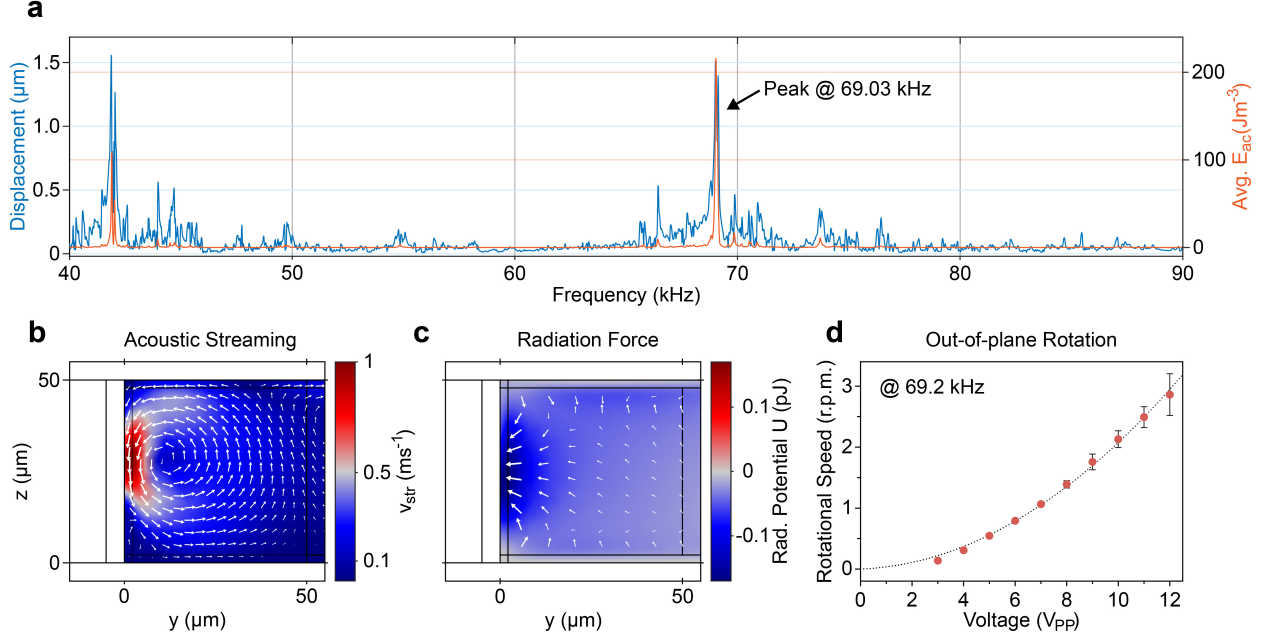 a
Displacement (µm)
1.5
1.0
0.5
0
200
100
0
Avg. Eac(Jm-3)
Peak @ 69.03 kHz
40 50 60 70 80 90
Frequency (kHz)
b Acoustic Streaming
z (µm)
50
0
0 50
y (µm)
1
0.5
0.1
vstr (ms-1)
c Radiation Force
0 50
y (µm)
0.1
0
-0.1
Rad. Potential U (pJ)
d Out-of-plane Rotation
@ 69.2 kHz
Rotational Speed (r.p.m.)
3
2
1
0
0 2 4 6 8 10 12
Voltage (VPP)